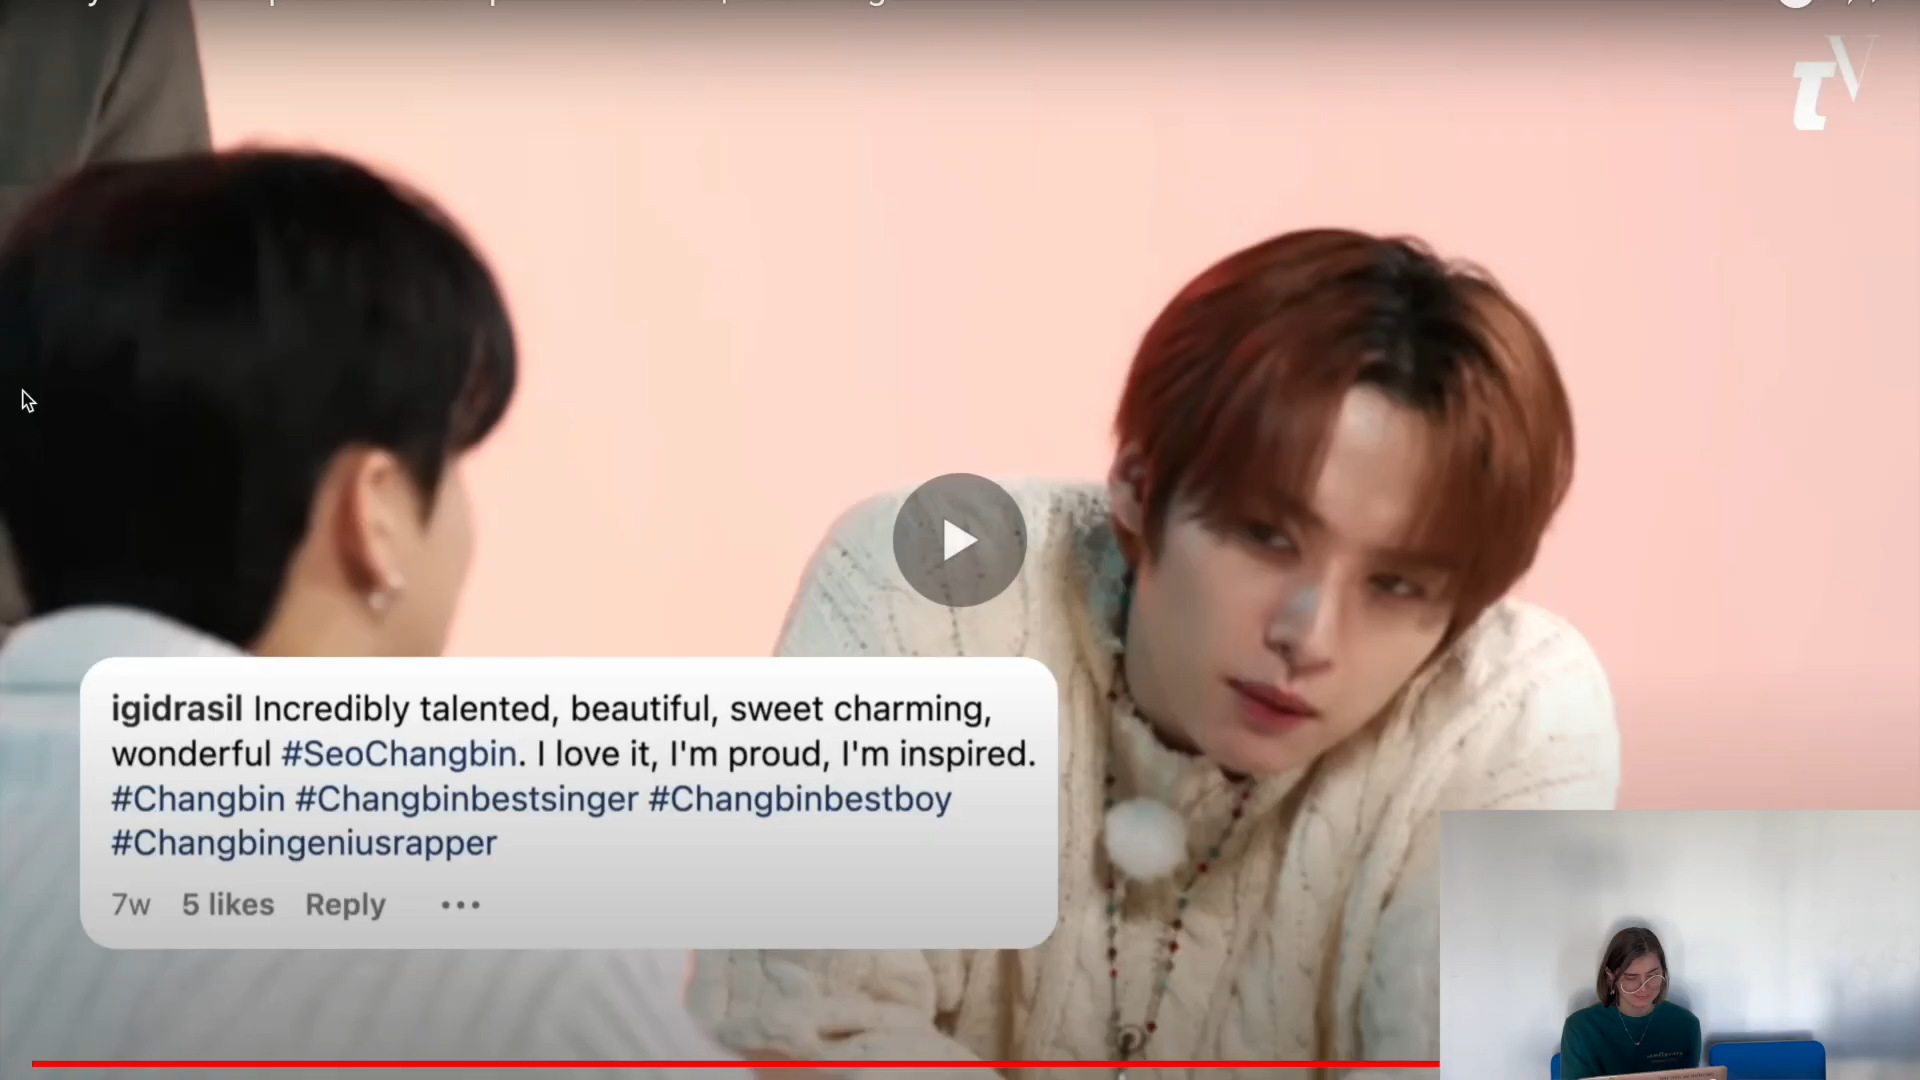 tV
igidrasil Incredibly talented, beautiful, sweet charming,
wonderful #SeoChangbin. I love it, I'm proud, I'm inspired.
#Changbin #Changbinbestsinger #Changbinbestboy
#Changbingeniusrapper
7w 5 likes Reply •••